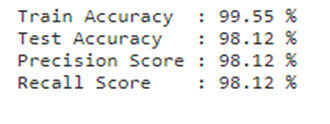 Train Accuracy  : 99.55 %
Test Accuracy   : 98.12 %
Precision Score : 98.12 %
Recall Score    : 98.12 %